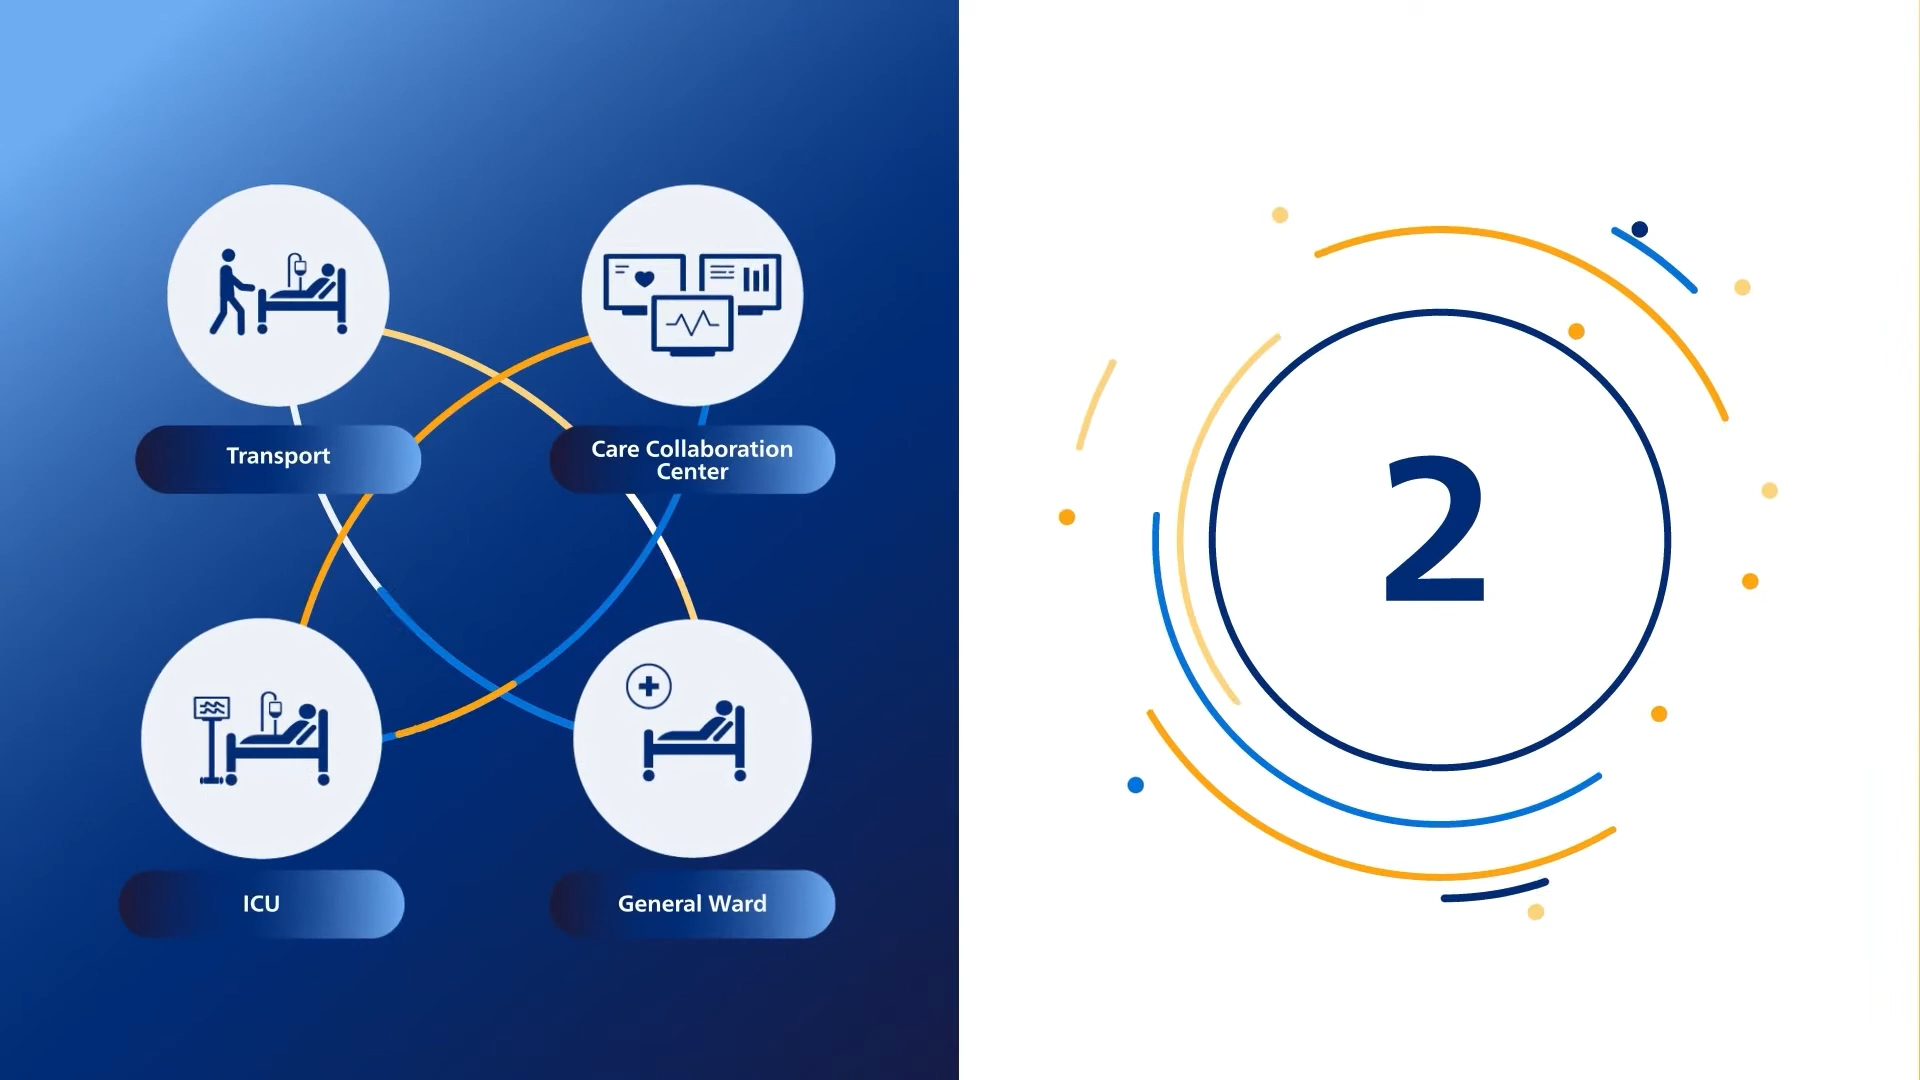 Transport
Care Collaboration
Center
ICU
General Ward
2